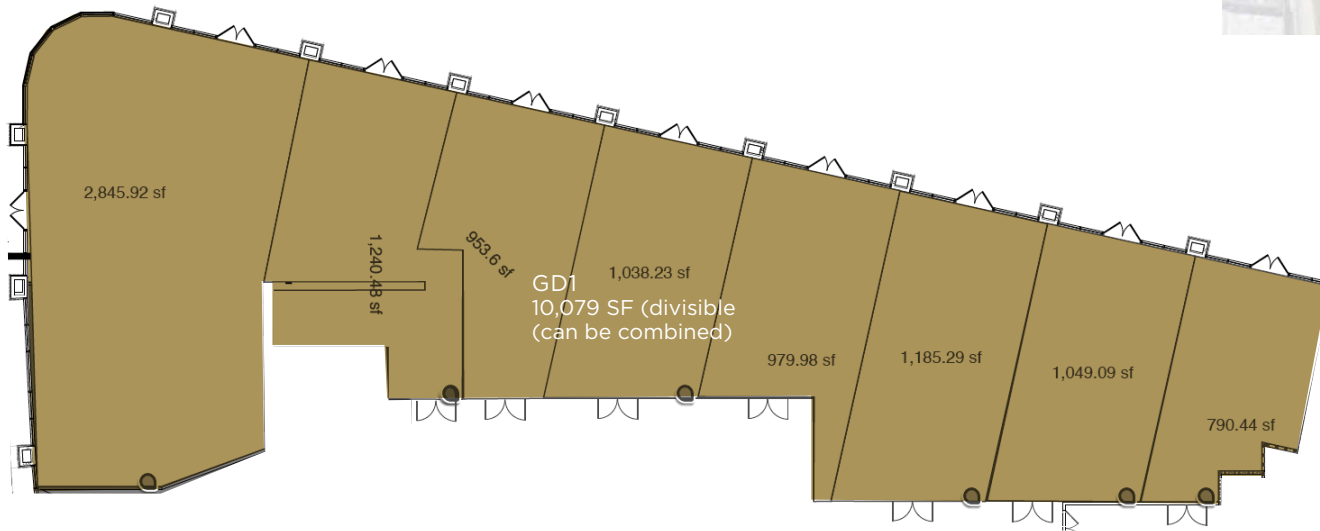 2,845.92 sf
1,240.48 sf
953.6 sf
1,038.23 sf
GD1
10,079 SF (divisible
(can be combined)
979.98 sf
1,185.29 sf
1,049.09 sf
790.44 sf